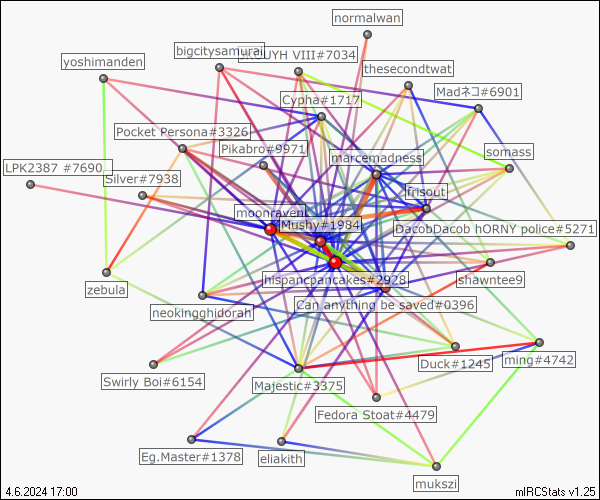 normalwan
bigcitysamurai
VIII#7034
yoshimanden
thesecondtwat
Cypha#1717
Madネコ#6901
Pocket Persona#3326
Pikabro#9971
marcemadness
somass
LPK2387 #7690
Silver#7938
frisout
moonraven
Mushy#1984
DacobDacob hORNY police#5271
hispancpancakes#2928
shawntee9
zebula
Can anything be saved#0396
neokingghidorah
Swirly Boi#6154
Majestic#3375
Duck#1245
ming#4742
Fedora Stoat#4479
Eg.Master#1378
eliakith
mukszi
4.6.2024 17:00
mIRCStats v1.25